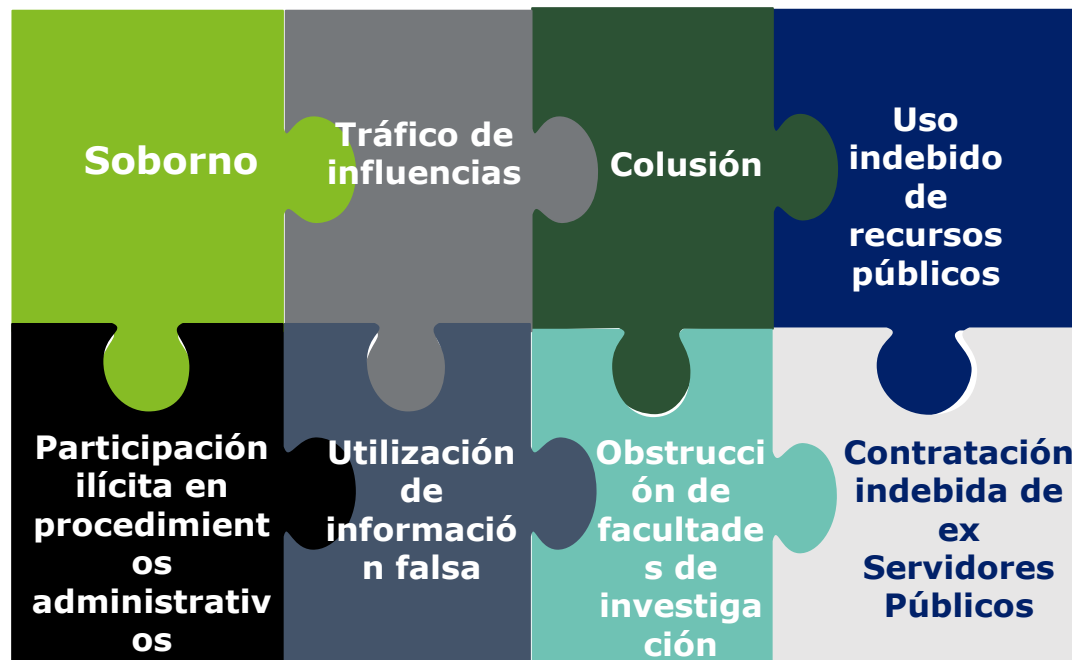 Soborno
Tráfico de
influencias
Colusión
Uso
indebido
de
recursos
públicos
Participación
ilícita en
procedimient
os
administrativ
os
Utilización
de
informació
n falsa
Obstrucci
ón de
facultade
s de
investiga
ción
Contratación
indebida de
ex
Servidores
Públicos